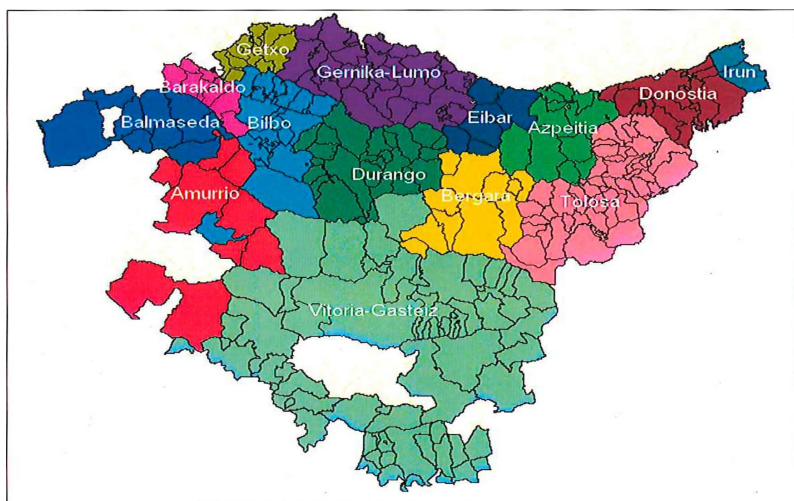 Getxo
Gernika-Lumo
Irun
Donostia
Barakaldo
Eibar
Azpeitia
Balmaseda
Bilbo
Durango
Amurrio
Bergara
Tolosa
Vitoria-Gasteiz